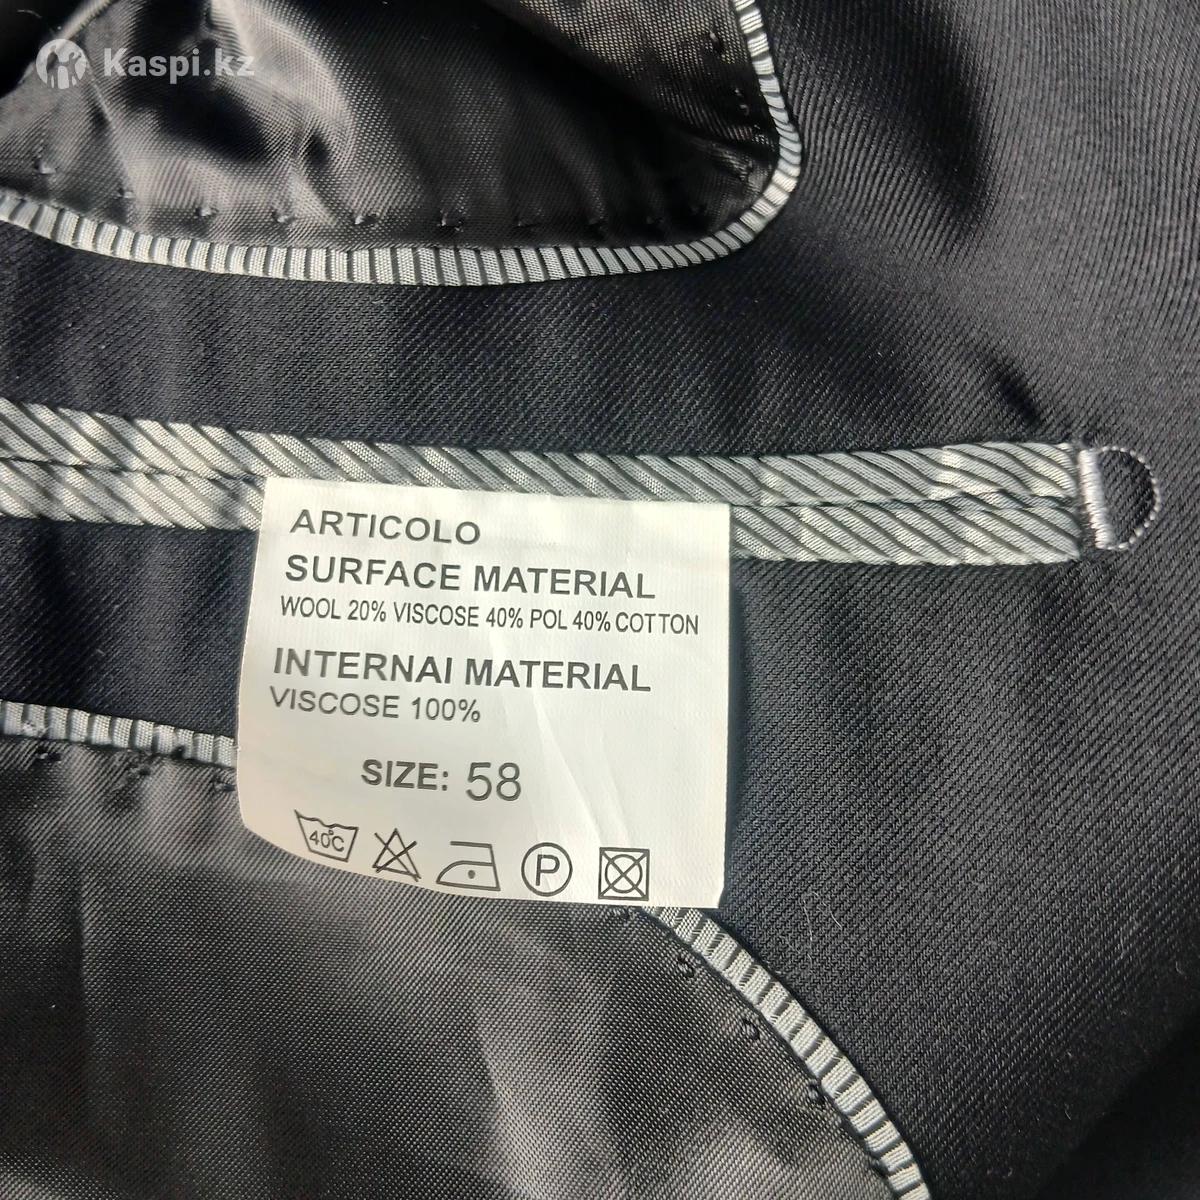 Kaspi.kz
ARTICOLO
SURFACE MATERIAL
WOOL 20% VISCOSE 40% POL 40% COTTON
INTERNAI MATERIAL
VISCOSE 100%
SIZE: 58
40°C
P